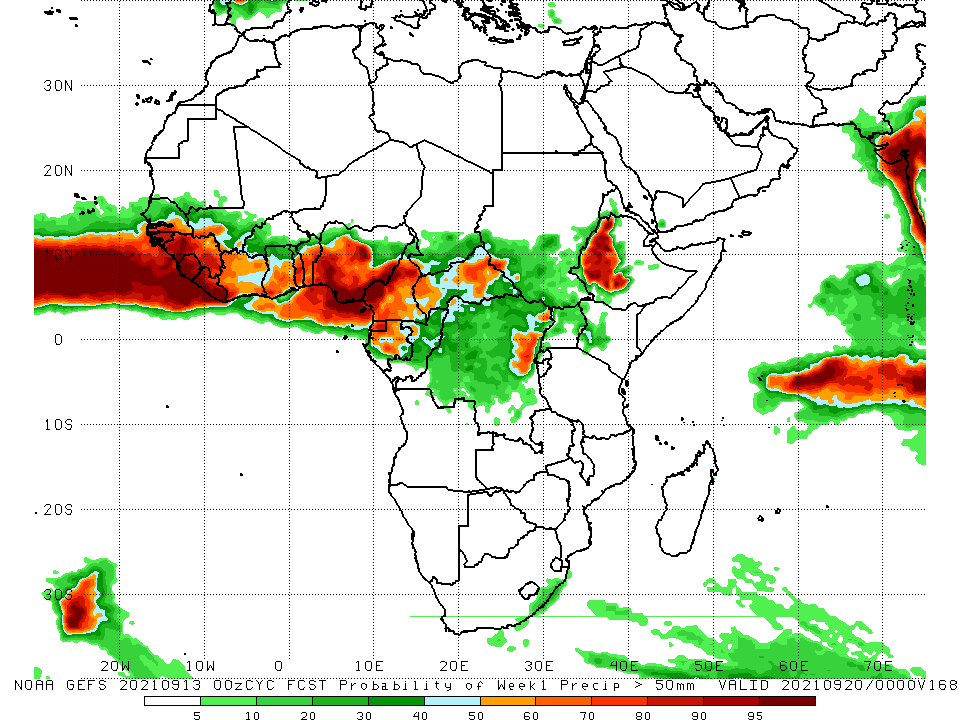 30N
20N
10N
0
10S
20S
30S
20W 10W 0 10E 20E 30E 40E 50E 60E 70E
NOAA GEFS 20210913 00zCYC FCST Probability of Week1 Precip > 50mm VALID 20210920/0000V168
5 10 20 30 40 50 60 70 80 90 95